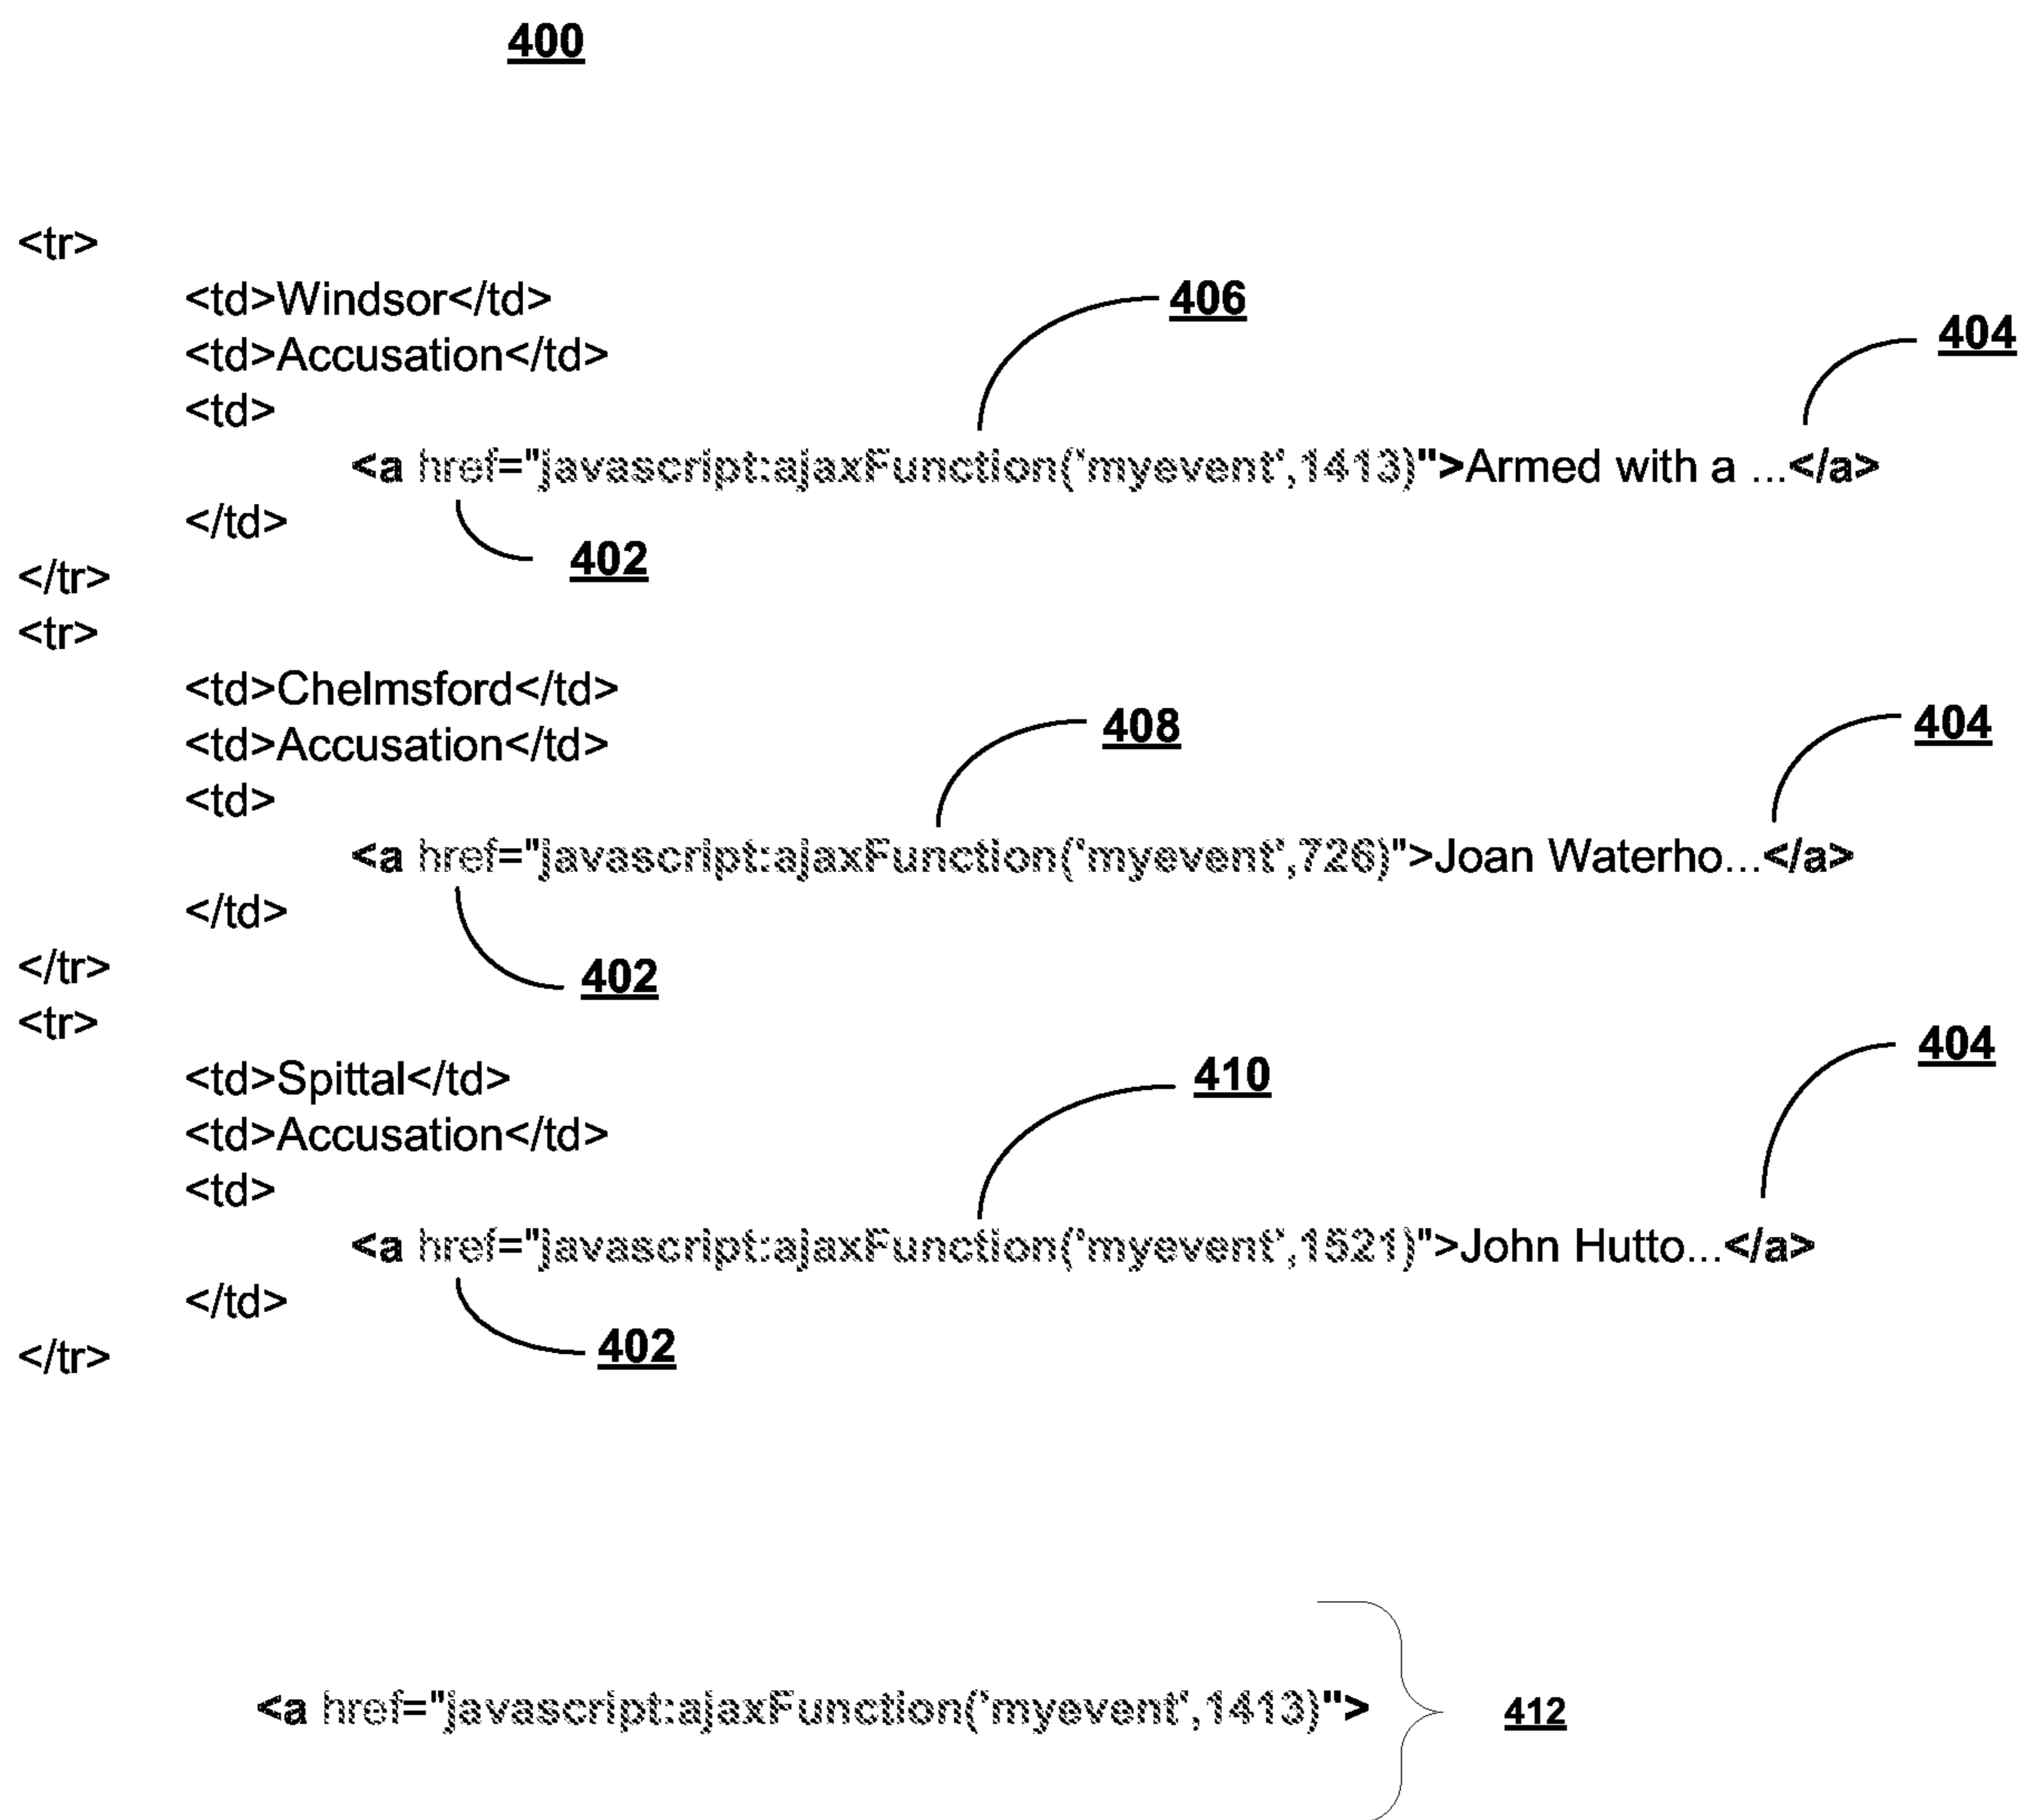 400
<tr>
<td>Windsor</td>
406
<td>Accusation</td>
404
<td>
<a href="javascript:ajaxFunction('myevent',1413)">Armed with a ...</a>
</td>
402
</tr>
<tr>
<td>Chelmsford</td>
408
404
<td>Accusation</td>
<td>
<a href="javascript:ajaxFunction('myevent',726)">Joan Waterho...</a>
</td>
402
</tr>
<tr>
404
<td>Spittal</td>
410
<td>Accusation</td>
<td>
<a href="javascript:ajaxFunction('myevent',1521)">John Hutto...</a>
</td>
402
</tr>
<a href="javascript:ajaxFunction('myevent',1413)">
412